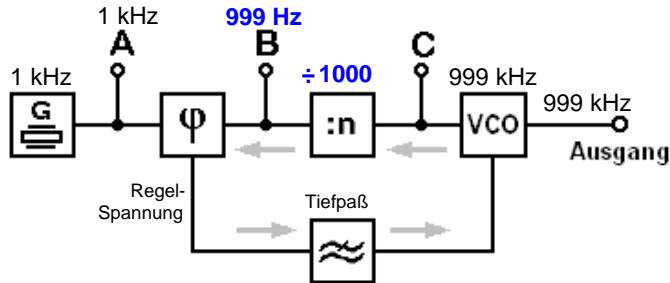 1 kHz
999 Hz
A
B
C
1 kHz
÷1000
999 kHz
999 kHz
G
φ
:n
VCO
Ausgang
Regel-
Spannung
Tiefpaß